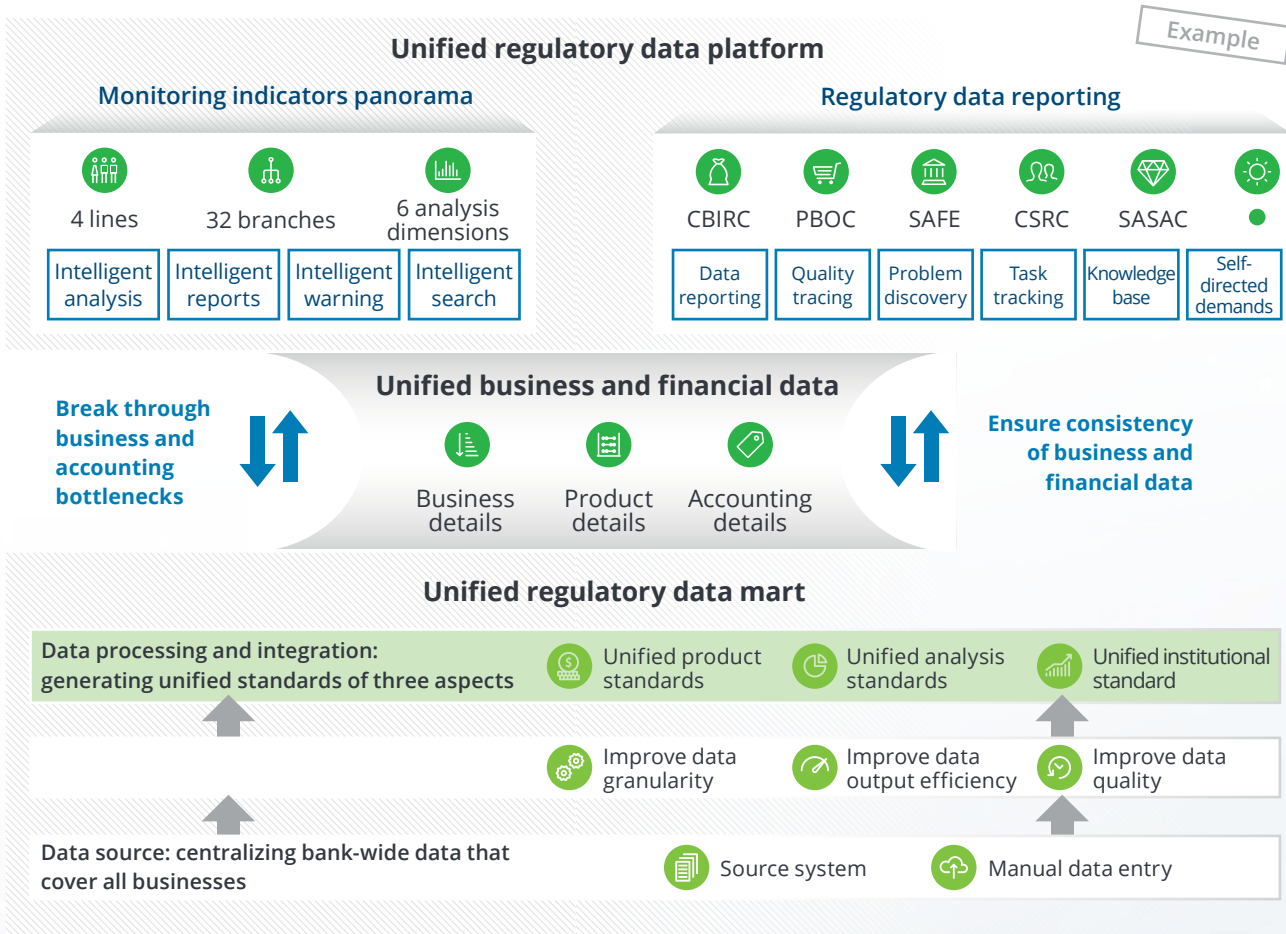 Example
Unified regulatory data platform
Monitoring indicators panorama
4 lines
32 branches
6 analysis
dimensions
Intelligent
analysis
Intelligent
reports
Intelligent
warning
Intelligent
search
Regulatory data reporting
CBIRC
PBOC
SAFE
CSRC
SASAC
Data
reporting
Quality
tracing
Problem
discovery
Task
tracking
Knowledge
base
Self-
directed
demands
Break through
business and
accounting
bottlenecks
Unified business and financial data
Business
details
Product
details
Accounting
details
Ensure consistency
of business and
financial data
Unified regulatory data mart
Data processing and integration:
generating unified standards of three aspects
Unified product
standards
Unified analysis
standards
Unified institutional
standard
Improve data
granularity
Improve data
output efficiency
Improve data
quality
Data source: centralizing bank-wide data that
cover all businesses
Source system
Manual data entry